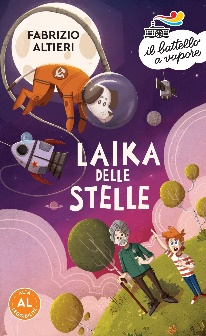 FABRIZIO
ALTIERI
il battello
a vapore
LAIKA
DELLE
STELLE
AL